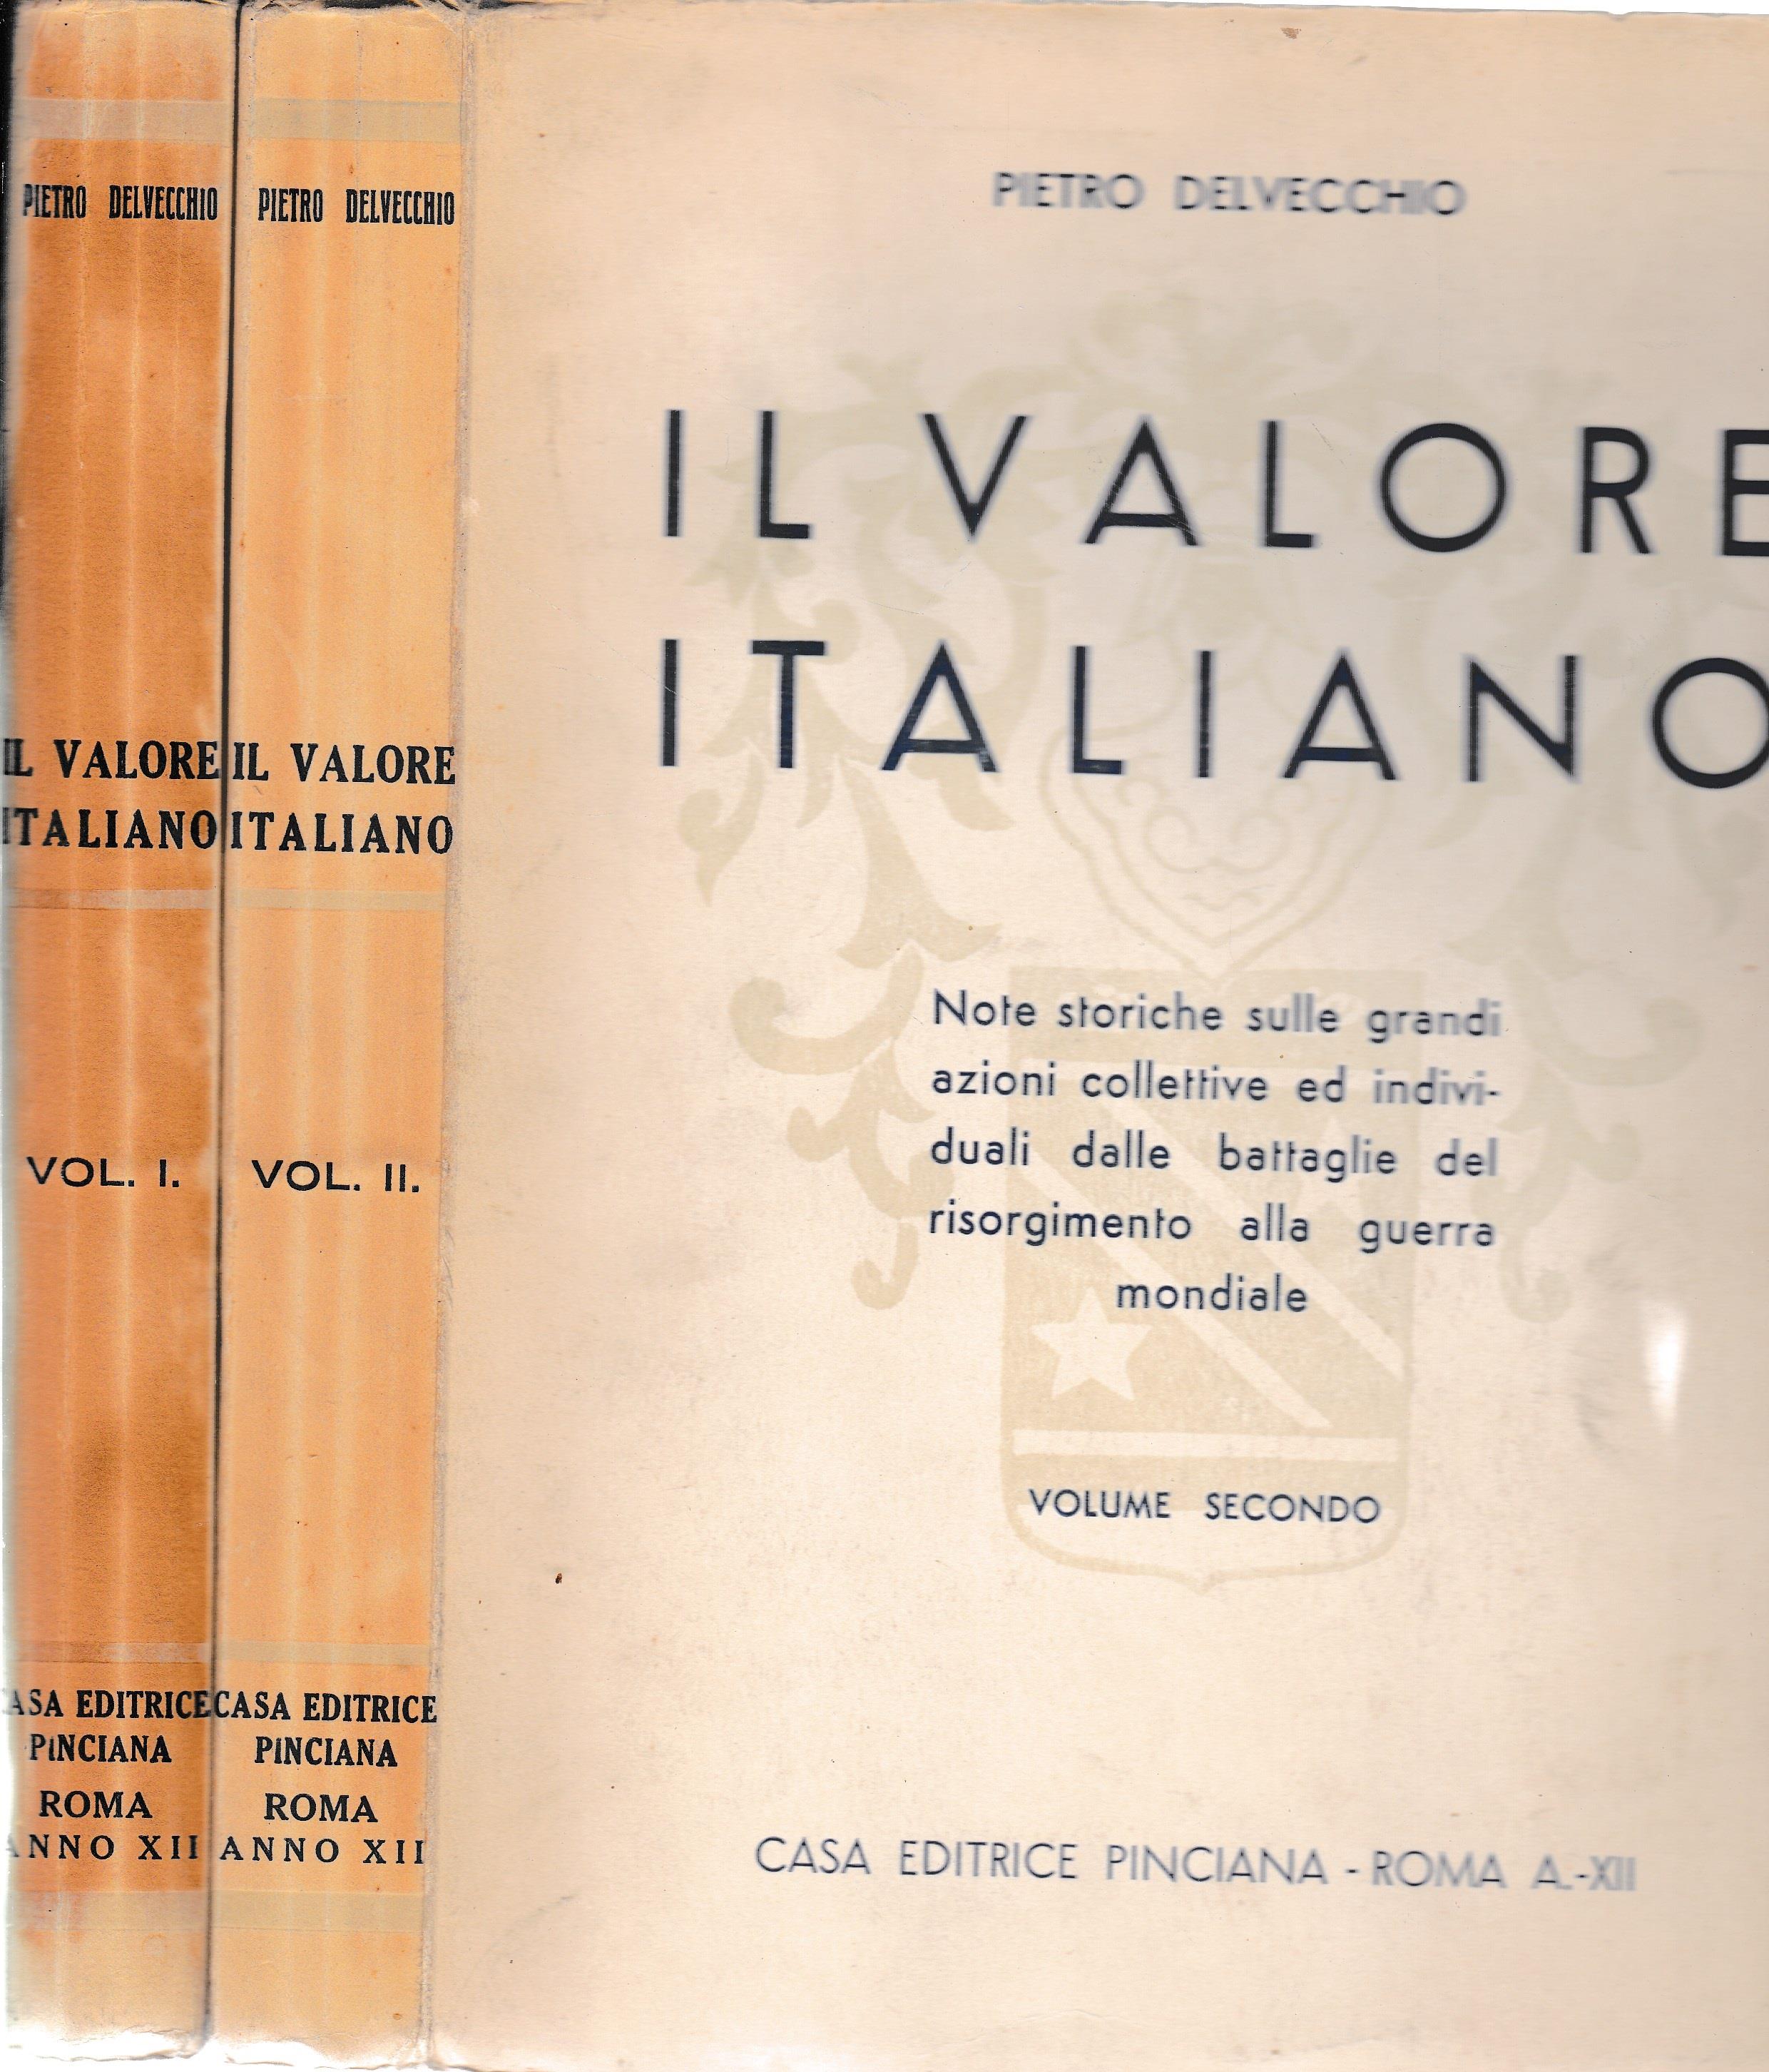 PIETRO DELVECCHIO
IL VALORE
ITALIANO
VOL. I.
ASA EDITRICE
PINCIANA
ROMA
ANNO XII
PIETRO DELVECCHIO
IL VALORE
ITALIANO
VOL. II.
CASA EDITRICE
PINCIANA
ROMA
ANNO XII
PIETRO DELVECCHIO
IL VALORE
ITALIANO
Note storiche sulle grandi
azioni collettive ed indivi-
duali dalle battaglie del
risorgimento alla guerra
mondiale
VOLUME SECONDO
CASA EDITRICE PINCIANA - ROMA A.-XII